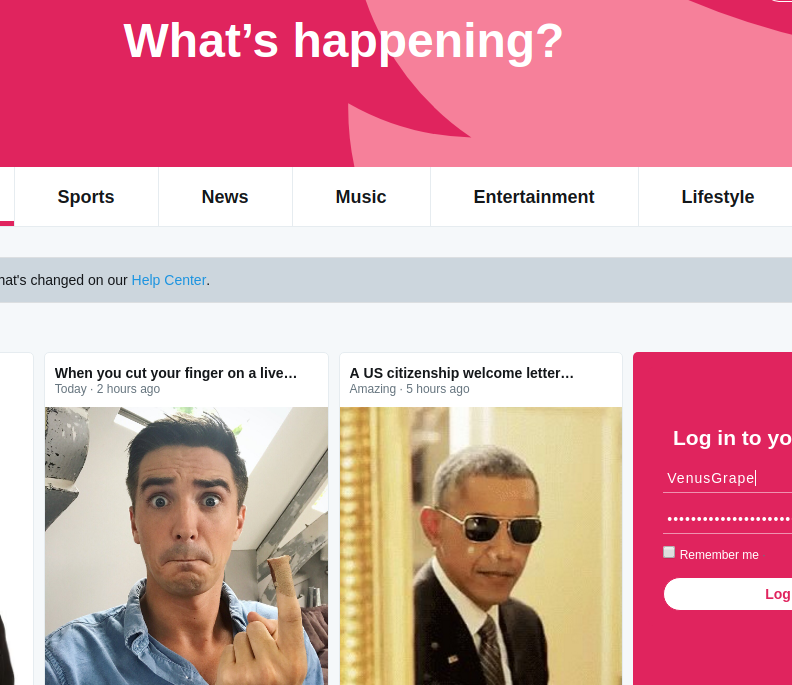 What’s happening?
Sports
News
Music
Entertainment
Lifestyle
what's changed on our Help Center.
When you cut your finger on a live…
Today · 2 hours ago
A US citizenship welcome letter…
Amazing · 5 hours ago
Log in to yo
VenusGrape
Remember me
Log